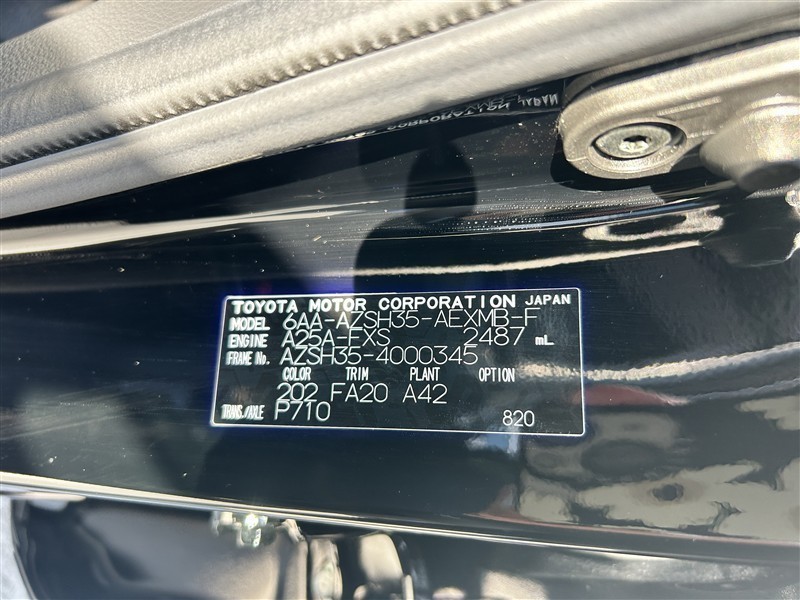 TOYOTA MOTOR CORPORATION JAPAN
MODEL 6AA-AZSH35-AEXMB-F
ENGINE A25A-FXS 2487 mL
FRAME No. AZSH35-4000345
COLOR TRIM PLANT OPTION
202 FA20 A42
TRANS./AXLE P710 820